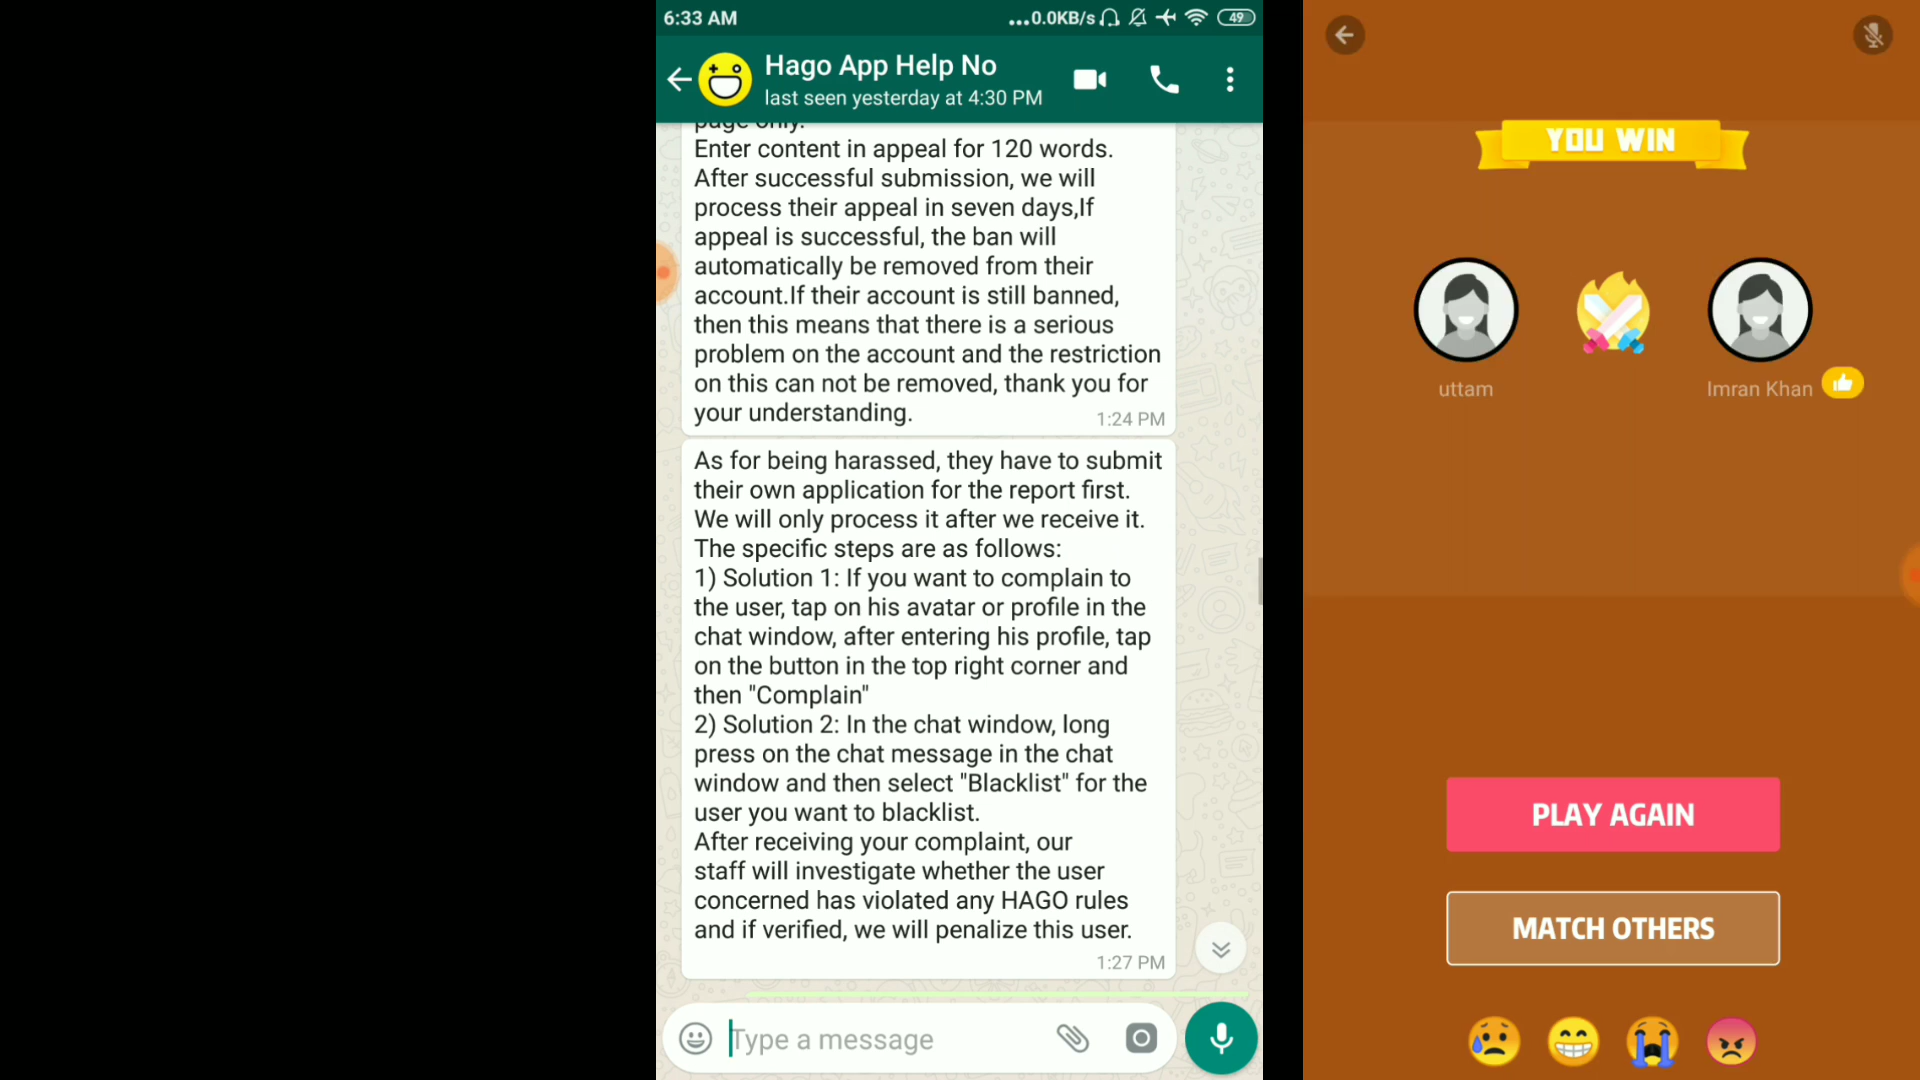 6:33 AM
...0.0KB/s
49
Hago App Help No
last seen yesterday at 4:30 PM
page only.
Enter content in appeal for 120 words.
After successful submission, we will
process their appeal in seven days,If
appeal is successful, the ban will
automatically be removed from their
account.If their account is still banned,
then this means that there is a serious
problem on the account and the restriction
on this can not be removed, thank you for
your understanding.
1:24 PM
As for being harassed, they have to submit
their own application for the report first.
We will only process it after we receive it.
The specific steps are as follows:
1) Solution 1: If you want to complain to
the user, tap on his avatar or profile in the
chat window, after entering his profile, tap
on the button in the top right corner and
then "Complain"
2) Solution 2: In the chat window, long
press on the chat message in the chat
window and then select "Blacklist" for the
user you want to blacklist.
After receiving your complaint, our
staff will investigate whether the user
concerned has violated any HAGO rules
and if verified, we will penalize this user.
1:27 PM
Type a message
YOU WIN
uttam
Imran Khan
PLAY AGAIN
MATCH OTHERS